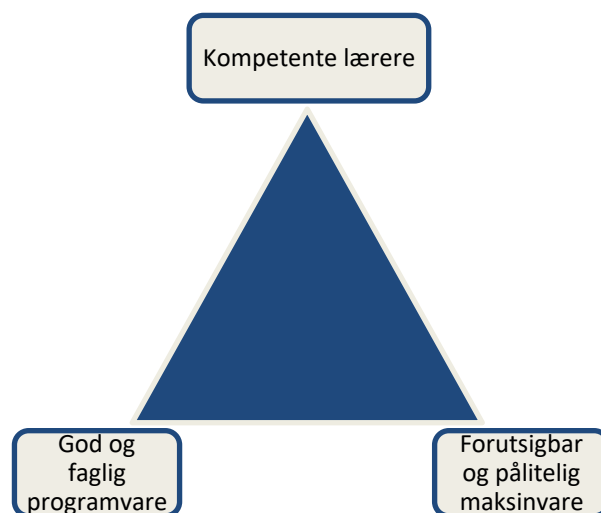 Kompetente lærere
God og
faglig
programvare
Forutsigbar
og pålitelig
maksinvare